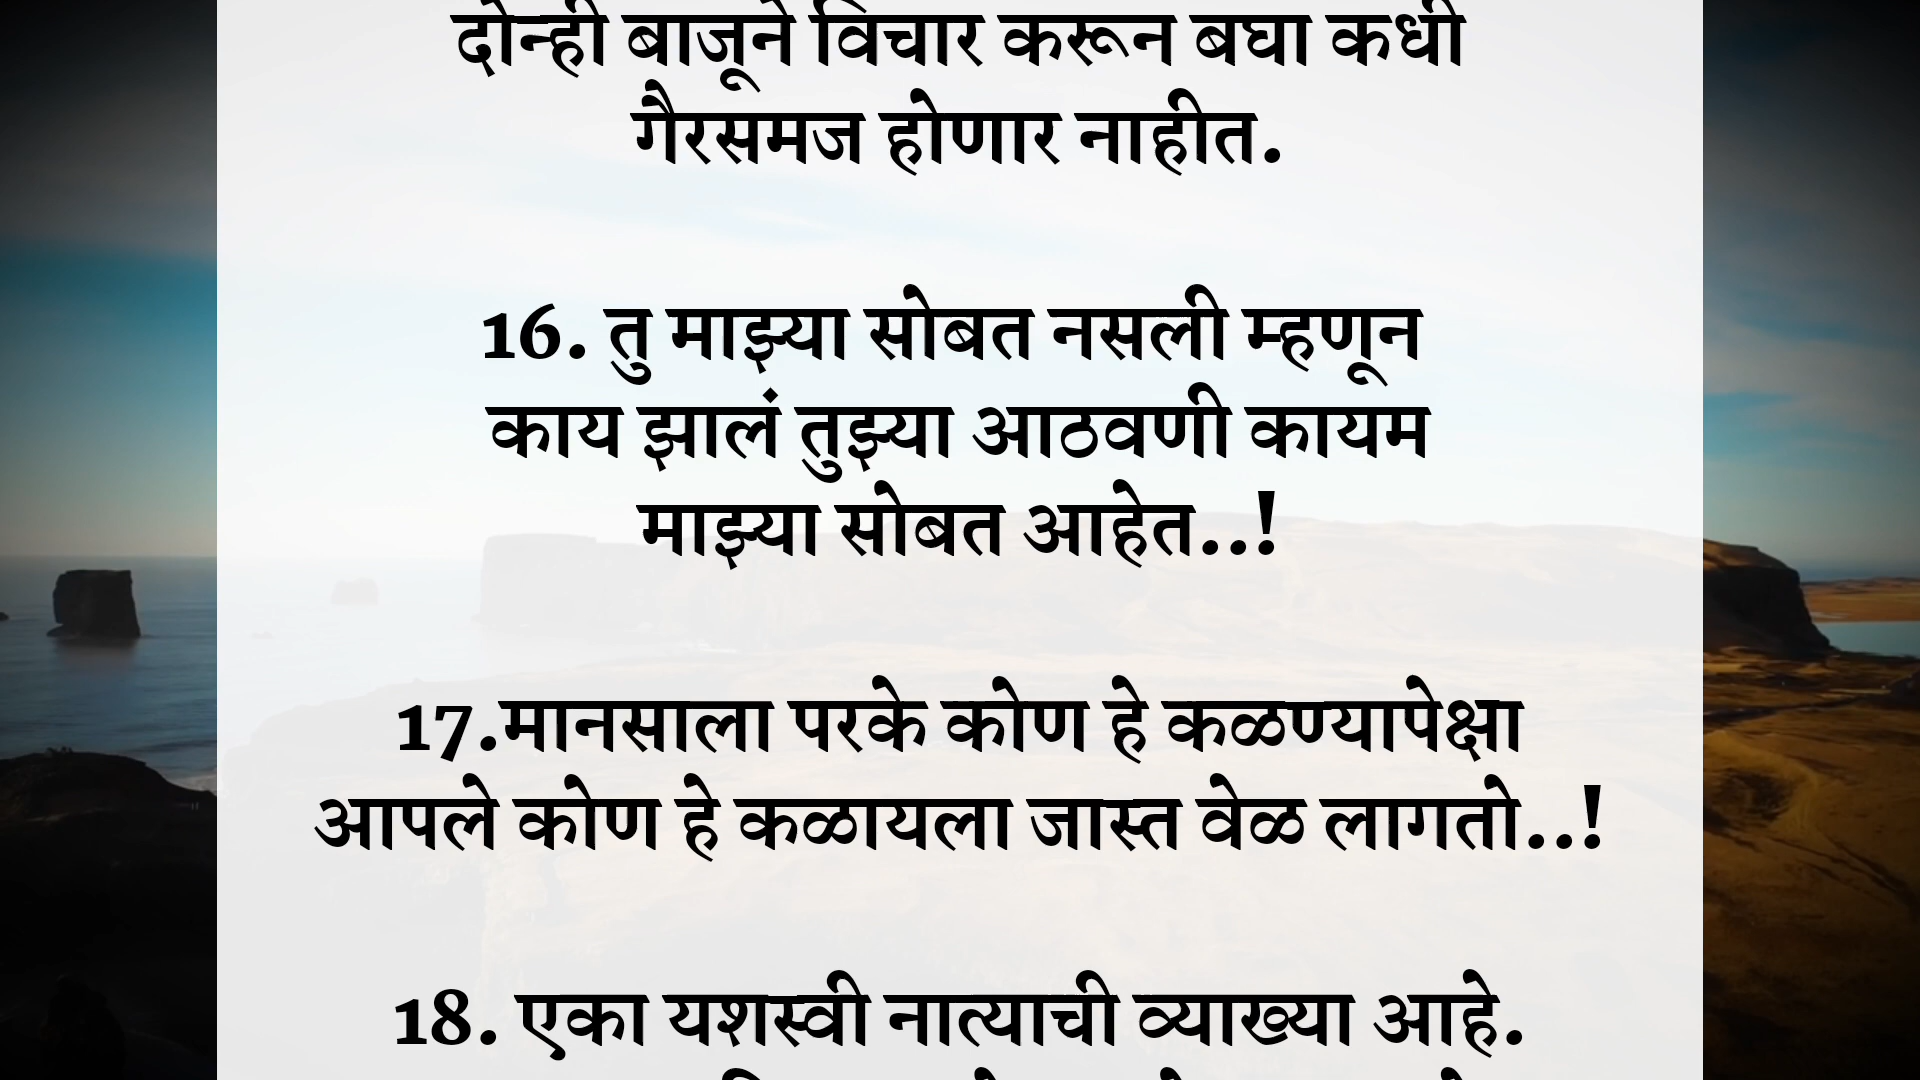 दोन्ही बाजूने विचार करून बघा कधी
गैरसमज होणार नाहीत.
16. तु माझ्या सोबत नसली म्हणून
काय झालं तुझ्या आठवणी कायम
माझ्या सोबत आहेत..!
17.मानसाला परके कोण हे कळण्यापेक्षा
आपले कोण हे कळायला जास्त वेळ लागतो..!
18. एका यशस्वी नात्याची व्याख्या आहे.